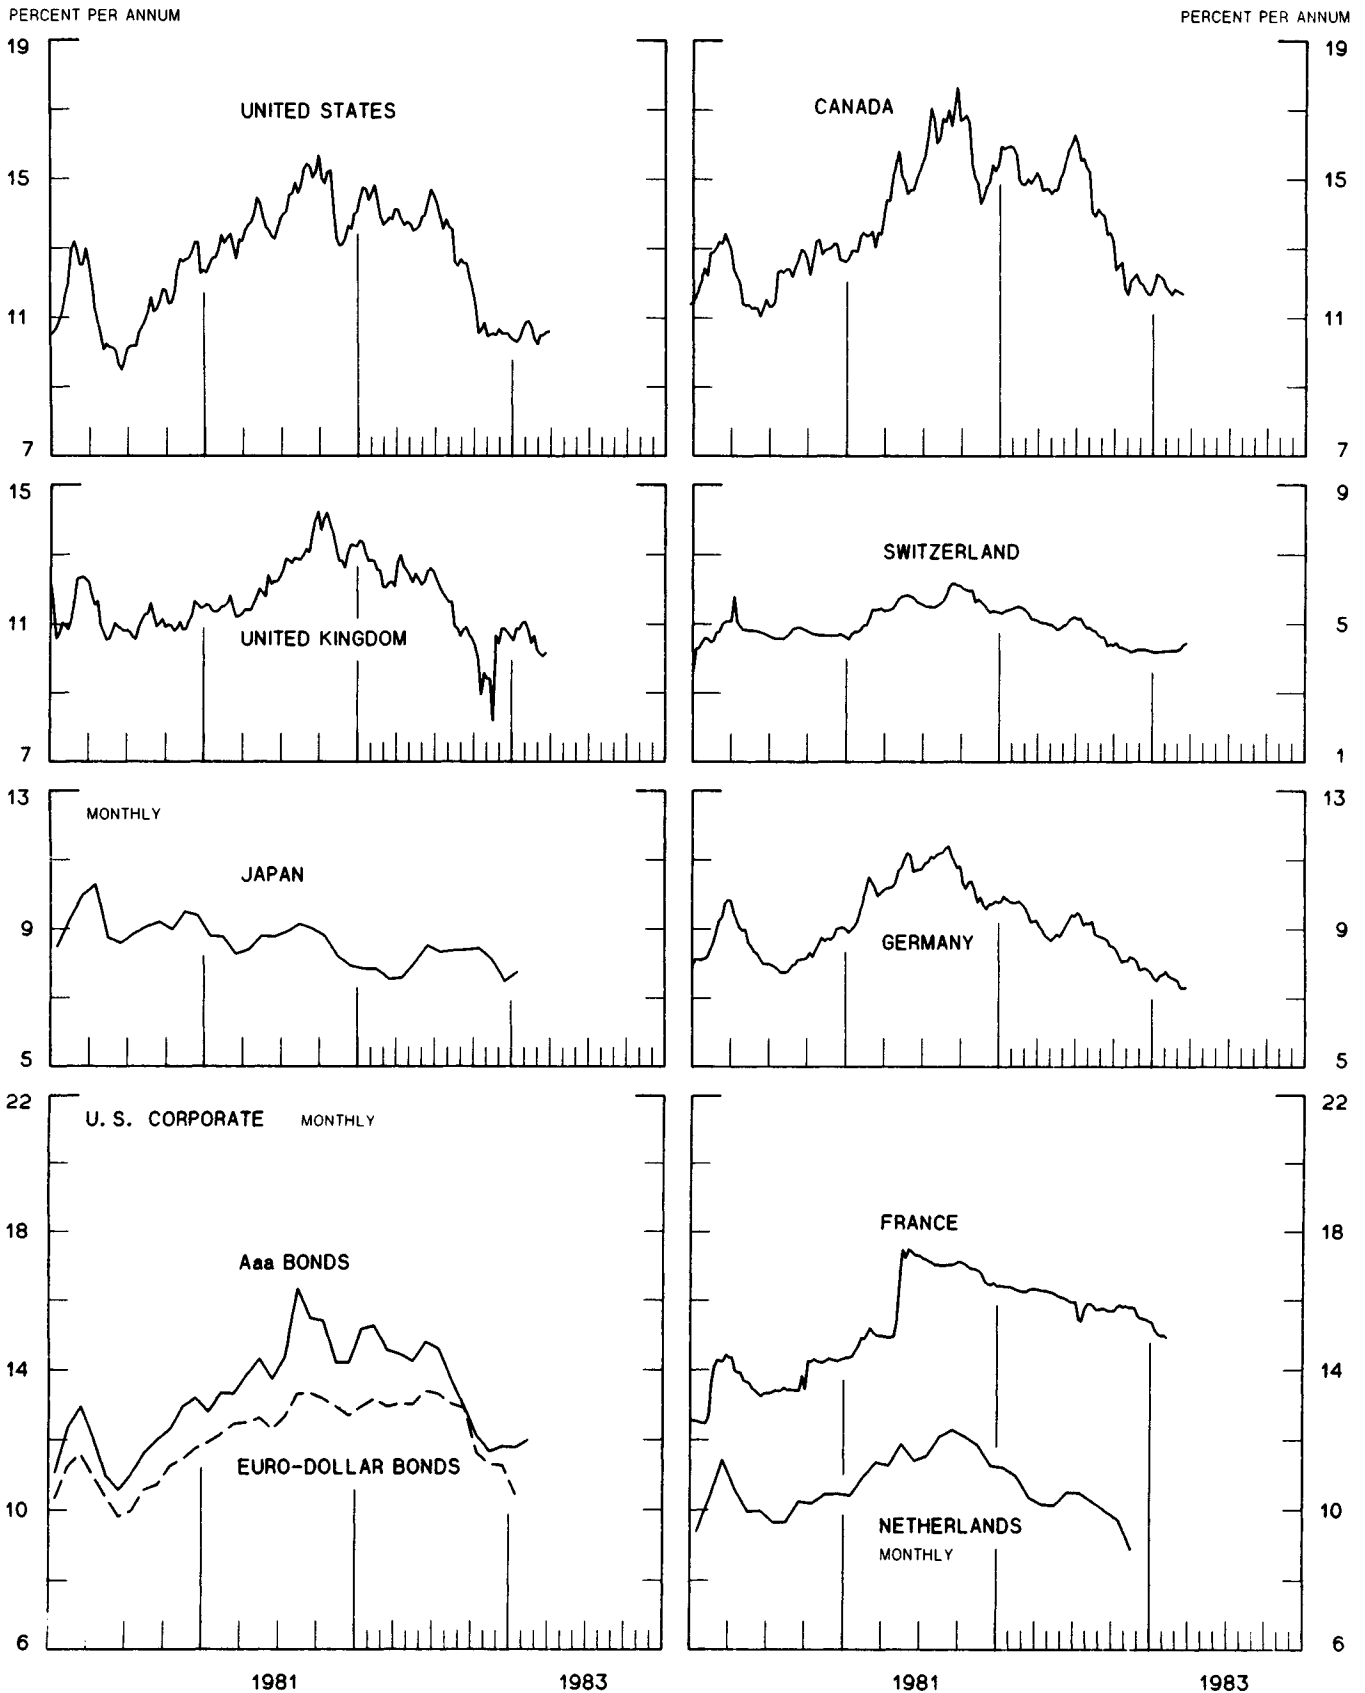 PERCENT PER ANNUM
PERCENT PER ANNUM
19
UNITED STATES
15
11
7
CANADA
19
15
11
7
15
11
UNITED KINGDOM
7
9
SWITZERLAND
5
1
13
MONTHLY
JAPAN
9
5
13
9
GERMANY
5
22
U.S. CORPORATE MONTHLY
18
Aaa BONDS
14
EURO-DOLLAR BONDS
10
6
22
FRANCE
18
14
10
NETHERLANDS
MONTHLY
6
1981
1983
1981
1983